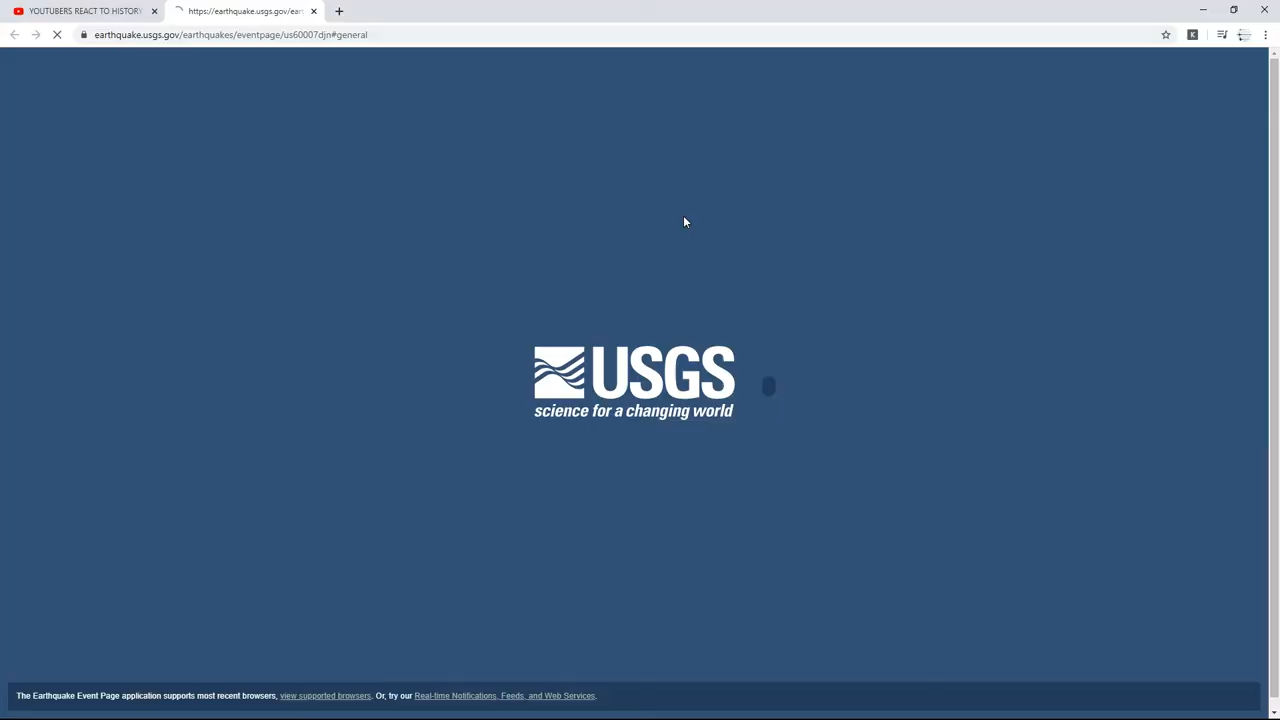 YOUTUBERS REACT TO HISTORY
https://earthquake.usgs.gov/ear
earthquake.usgs.gov/earthquakes/eventpage/us60007djn#general
K
USGS
science for a changing world
The Earthquake Event Page application supports most recent browsers, view supported browsers. Or, try our Real-time Notifications, Feeds, and Web Services.